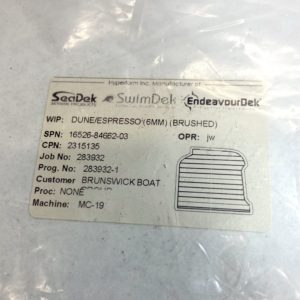 Hyperform Inc. Manufacturer of
SeaDek SwimDek EndeavourDek
WIP: DUNE/ESPRESSO (6MM) (BRUSHED)
SPN: 16526-84662-03 OPR: jw
CPN: 2315135
Job No: 283932
Prog. No: 283932-1
Customer BRUNSWICK BOAT
Proc: NONE
Machine: MC-19